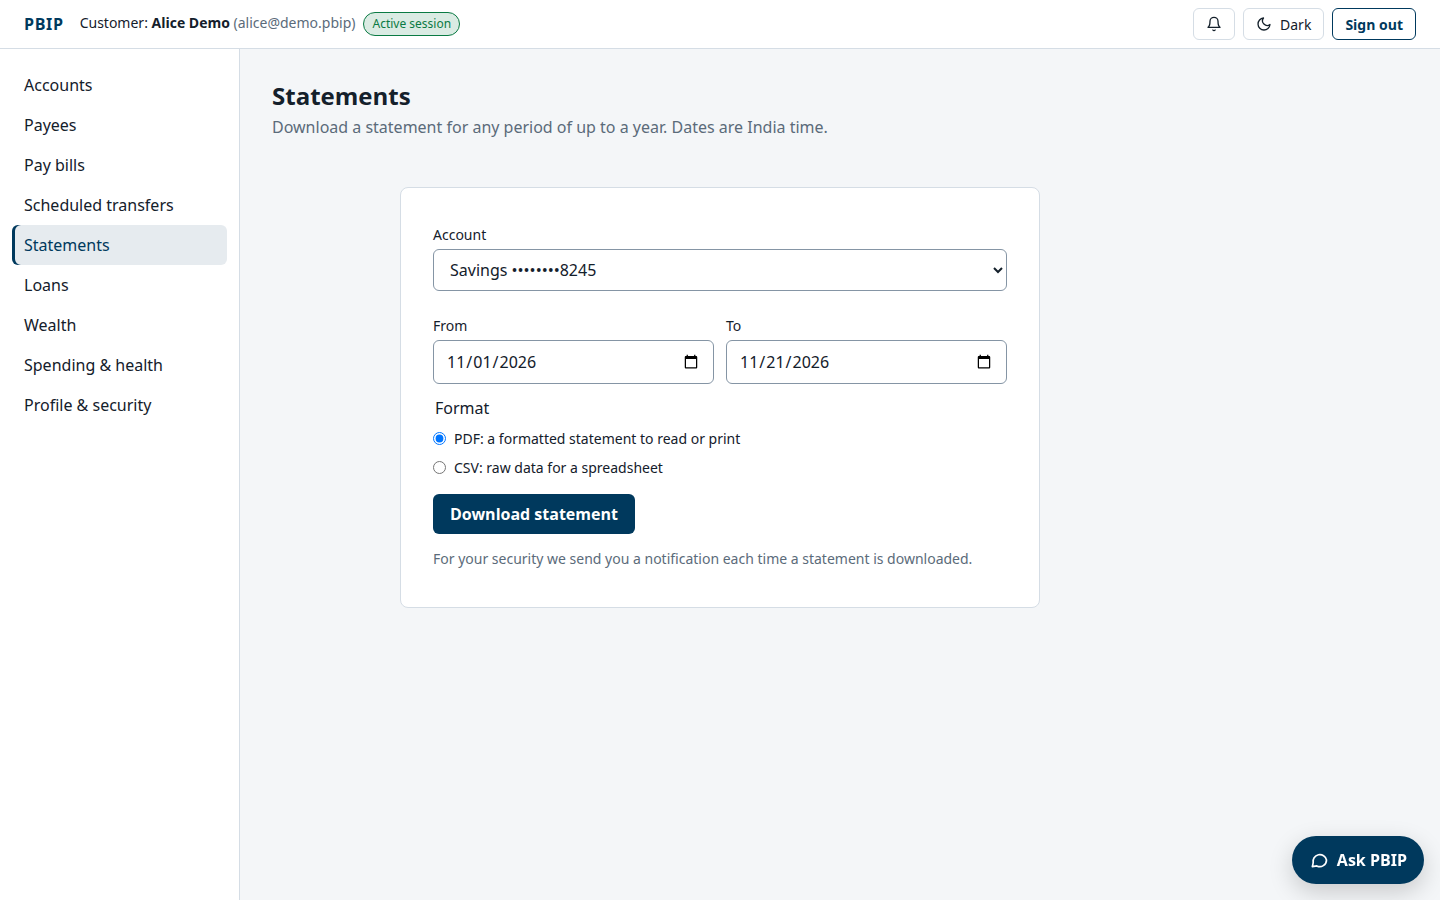 PBIP
Customer: Alice Demo (alice@demo.pbip)
Active session
Dark
Sign out
Accounts
Payees
Pay bills
Scheduled transfers
Statements
Loans
Wealth
Spending & health
Profile & security
Statements
Download a statement for any period of up to a year. Dates are India time.
Account
Savings ••••••••8245
From
To
11/01/2026
11/21/2026
Format
PDF: a formatted statement to read or print
CSV: raw data for a spreadsheet
Download statement
For your security we send you a notification each time a statement is downloaded.
Ask PBIP